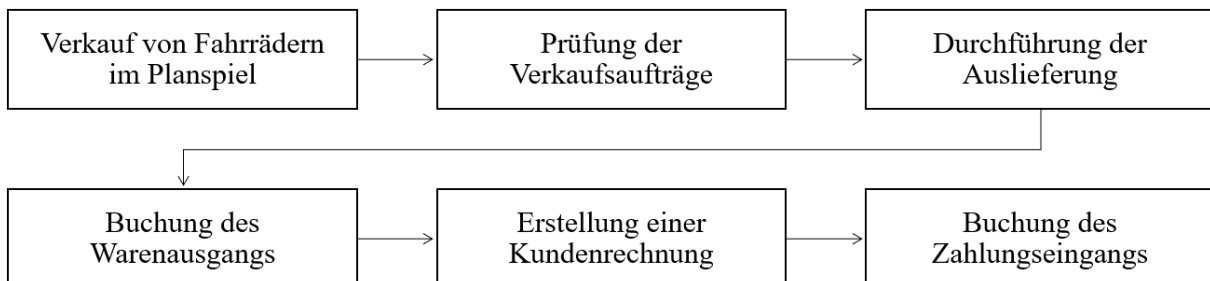 Verkauf von Fahrrädern
im Planspiel
Prüfung der
Verkaufsaufträge
Durchführung der
Auslieferung
Buchung des
Warenausgangs
Erstellung einer
Kundenrechnung
Buchung des
Zahlungseingangs